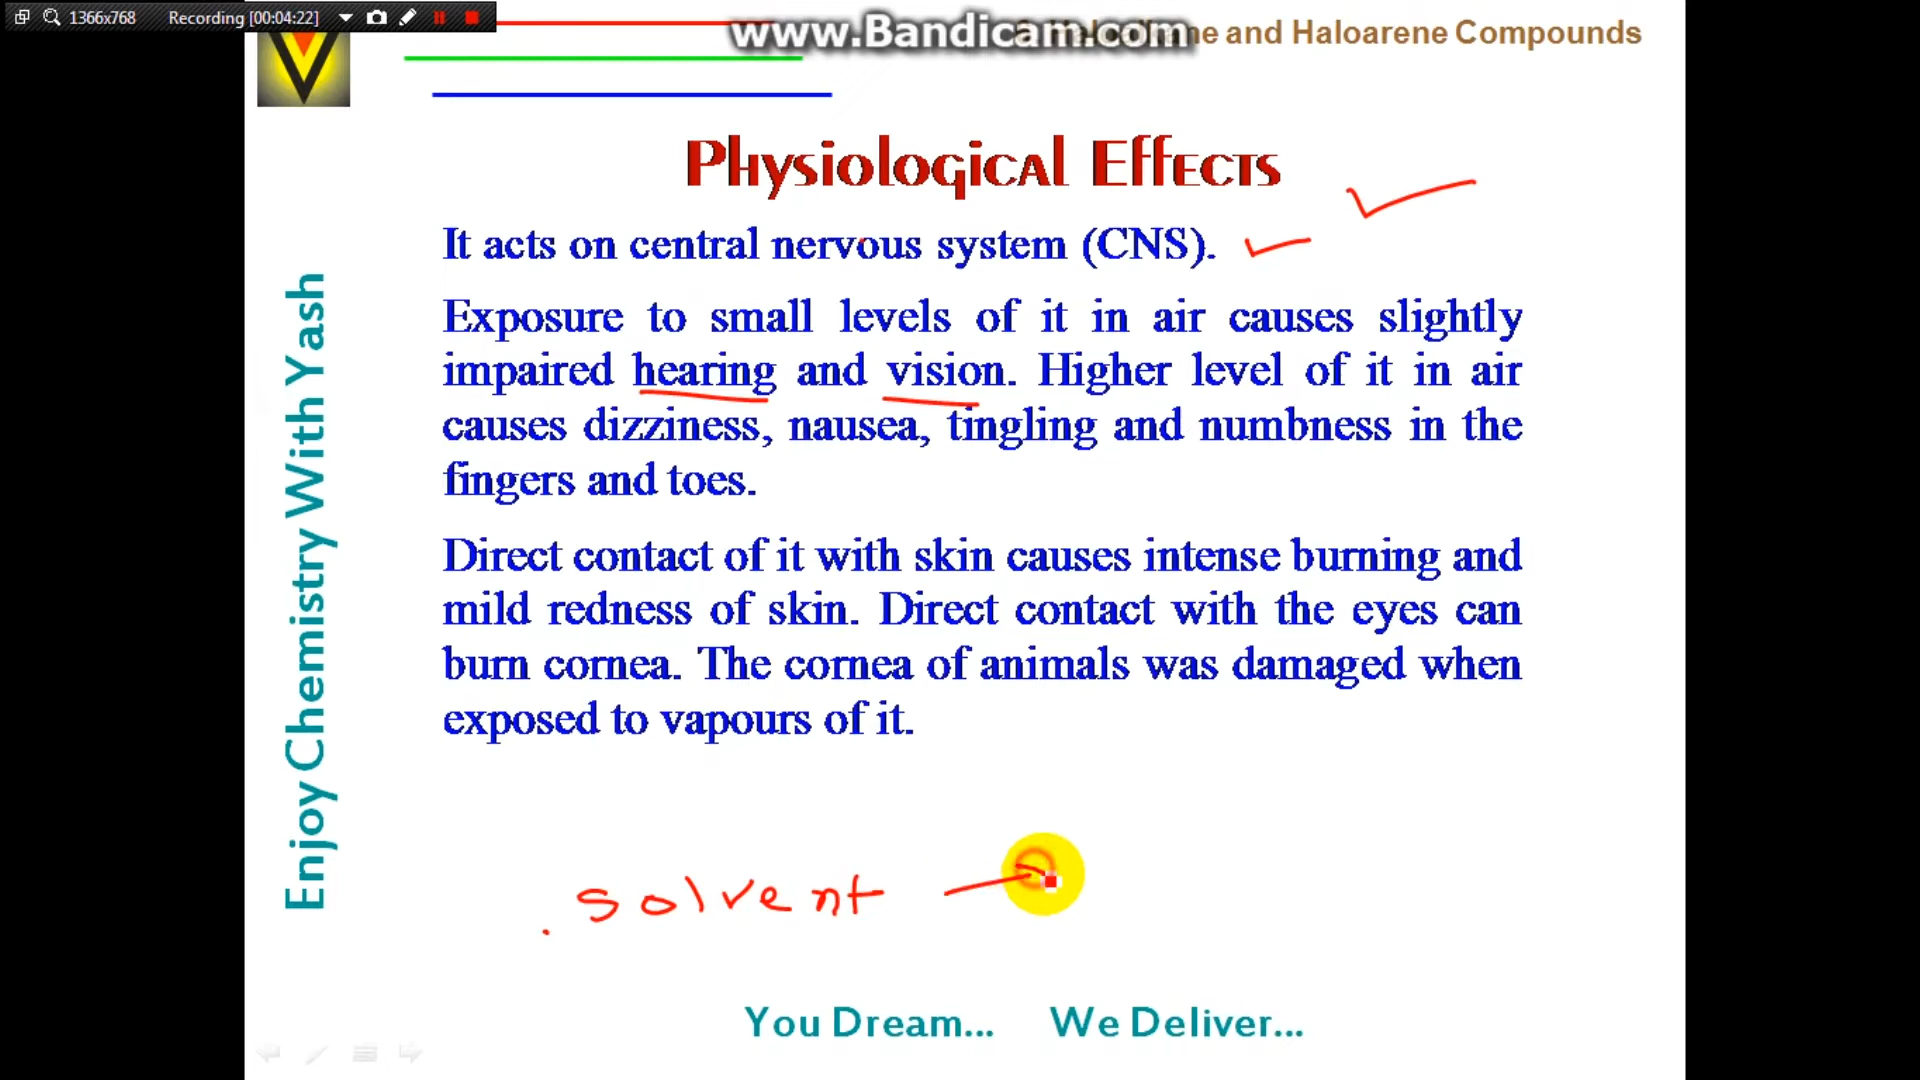 1366x768 Recording [00:04:22]
www.Bandicam.com
and Haloarene Compounds
Physiological Effects
It acts on central nervous system (CNS).
Exposure to small levels of it in air causes slightly
impaired hearing and vision. Higher level of it in air
causes dizziness, nausea, tingling and numbness in the
fingers and toes.
Direct contact of it with skin causes intense burning and
mild redness of skin. Direct contact with the eyes can
burn cornea. The cornea of animals was damaged when
exposed to vapours of it.
Enjoy Chemistry With Yash
solvent
You Dream... We Deliver...